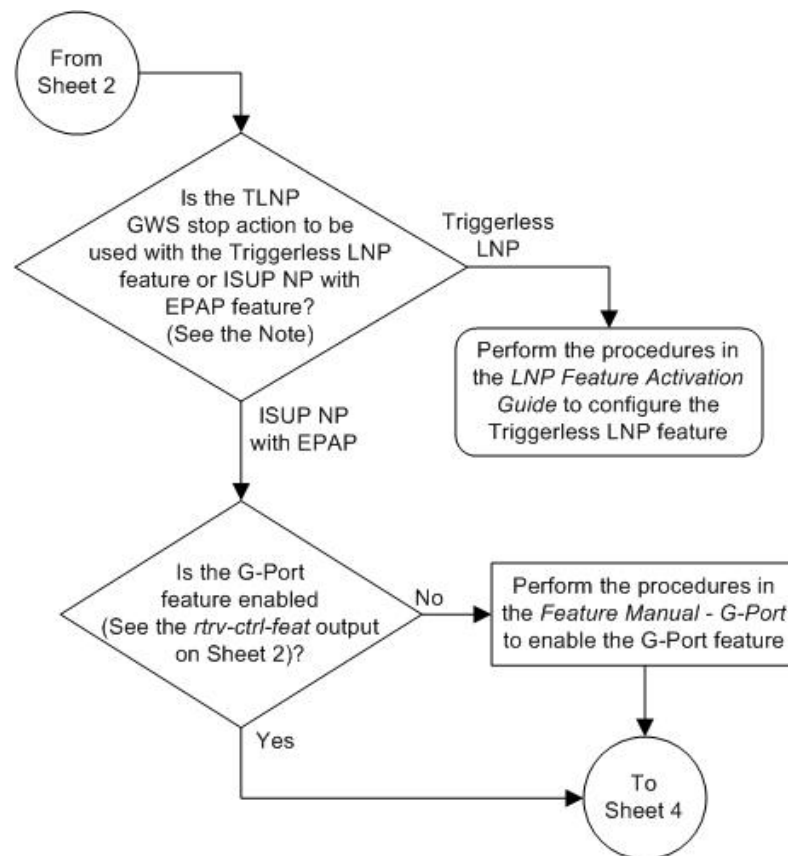 From
Sheet 2
Is the TLNP
GWS stop action to be
used with the Triggerless LNP
feature or ISUP NP with
EPAP feature?
(See the Note)
Triggerless
LNP
Perform the procedures in
the LNP Feature Activation
Guide to configure the
Triggerless LNP feature
ISUP NP
with EPAP
Is the G-Port
feature enabled
(See the rtrv-ctrl-feat output
on Sheet 2)?
No
Perform the procedures in
the Feature Manual - G-Port
to enable the G-Port feature
Yes
To
Sheet 4